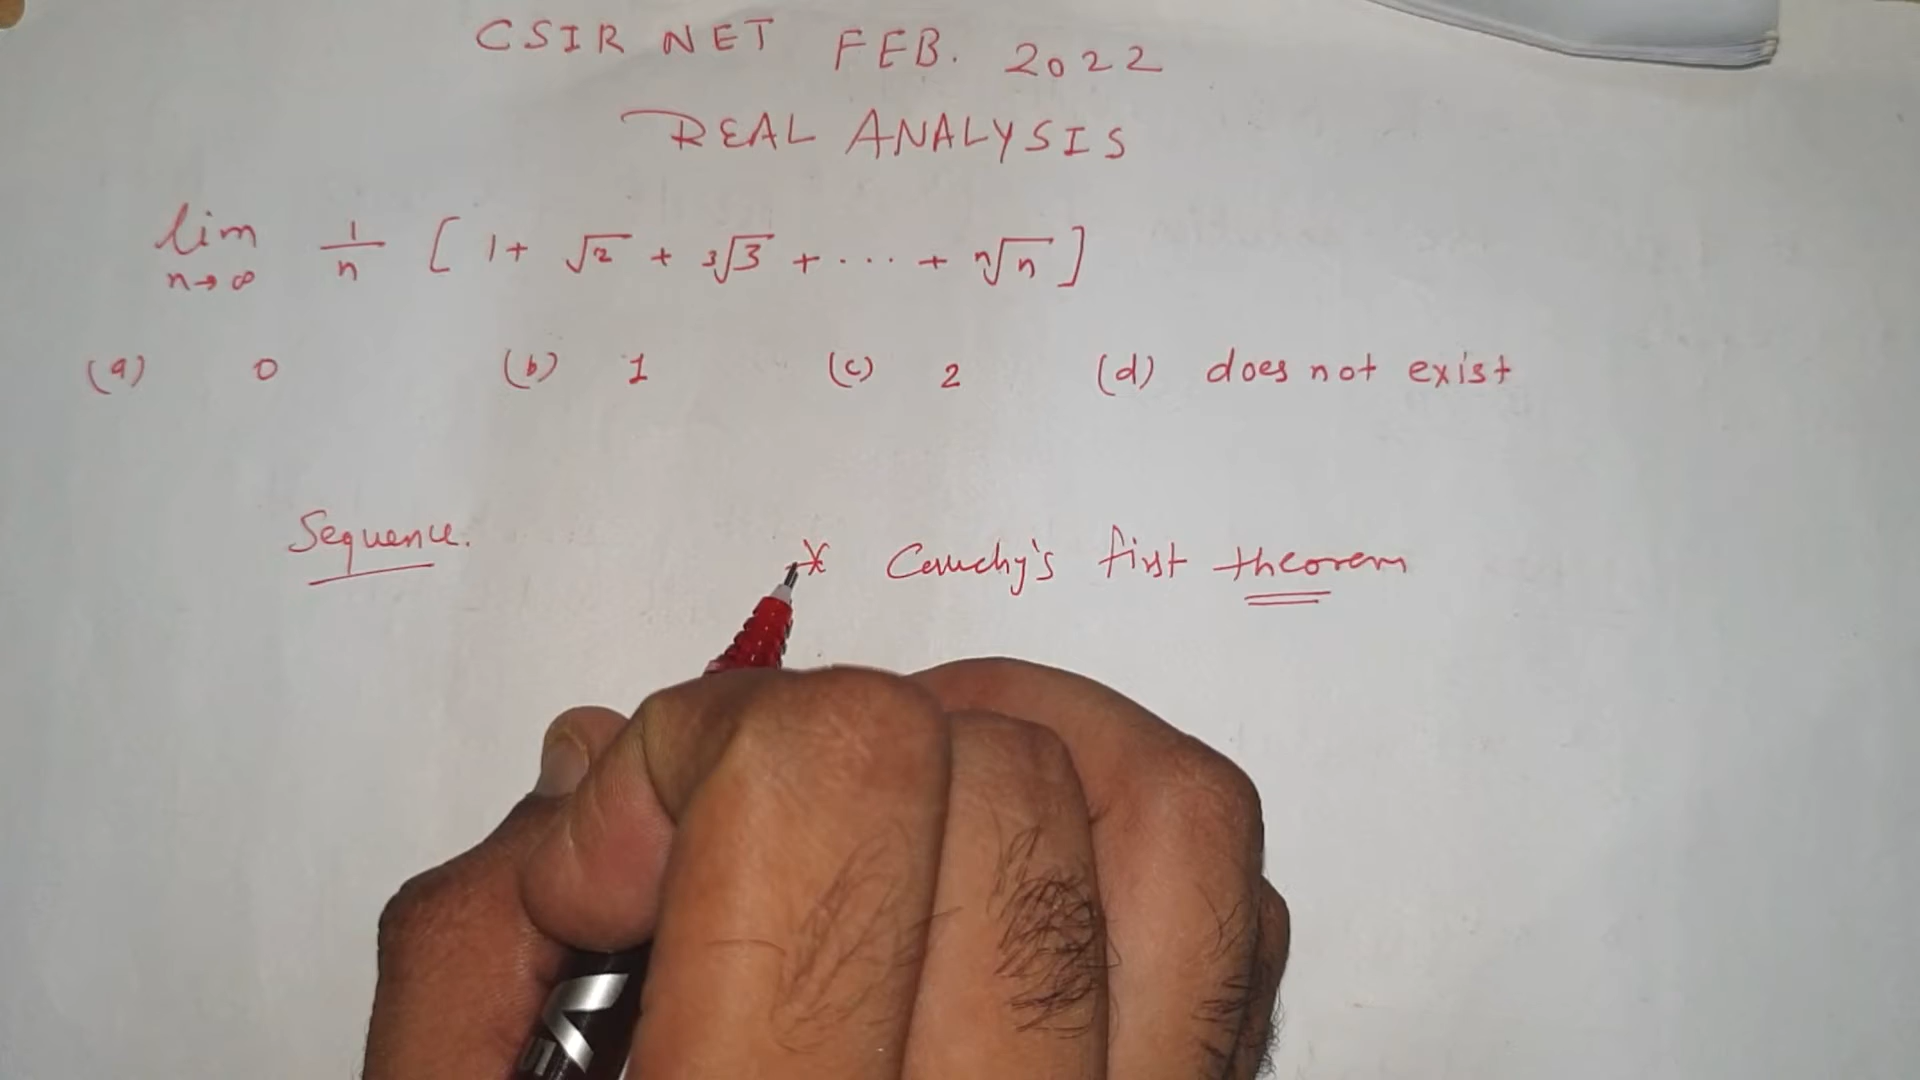 CSIR NET FEB. 2022
REAL ANALYSIS
lim n→∞ 1/n [ 1 + √2 + ³√3 + ··· + ⁿ√n ]
(a) 0 (b) 1 (c) 2 (d) does not exist
Sequence. * Cauchy's first theorem